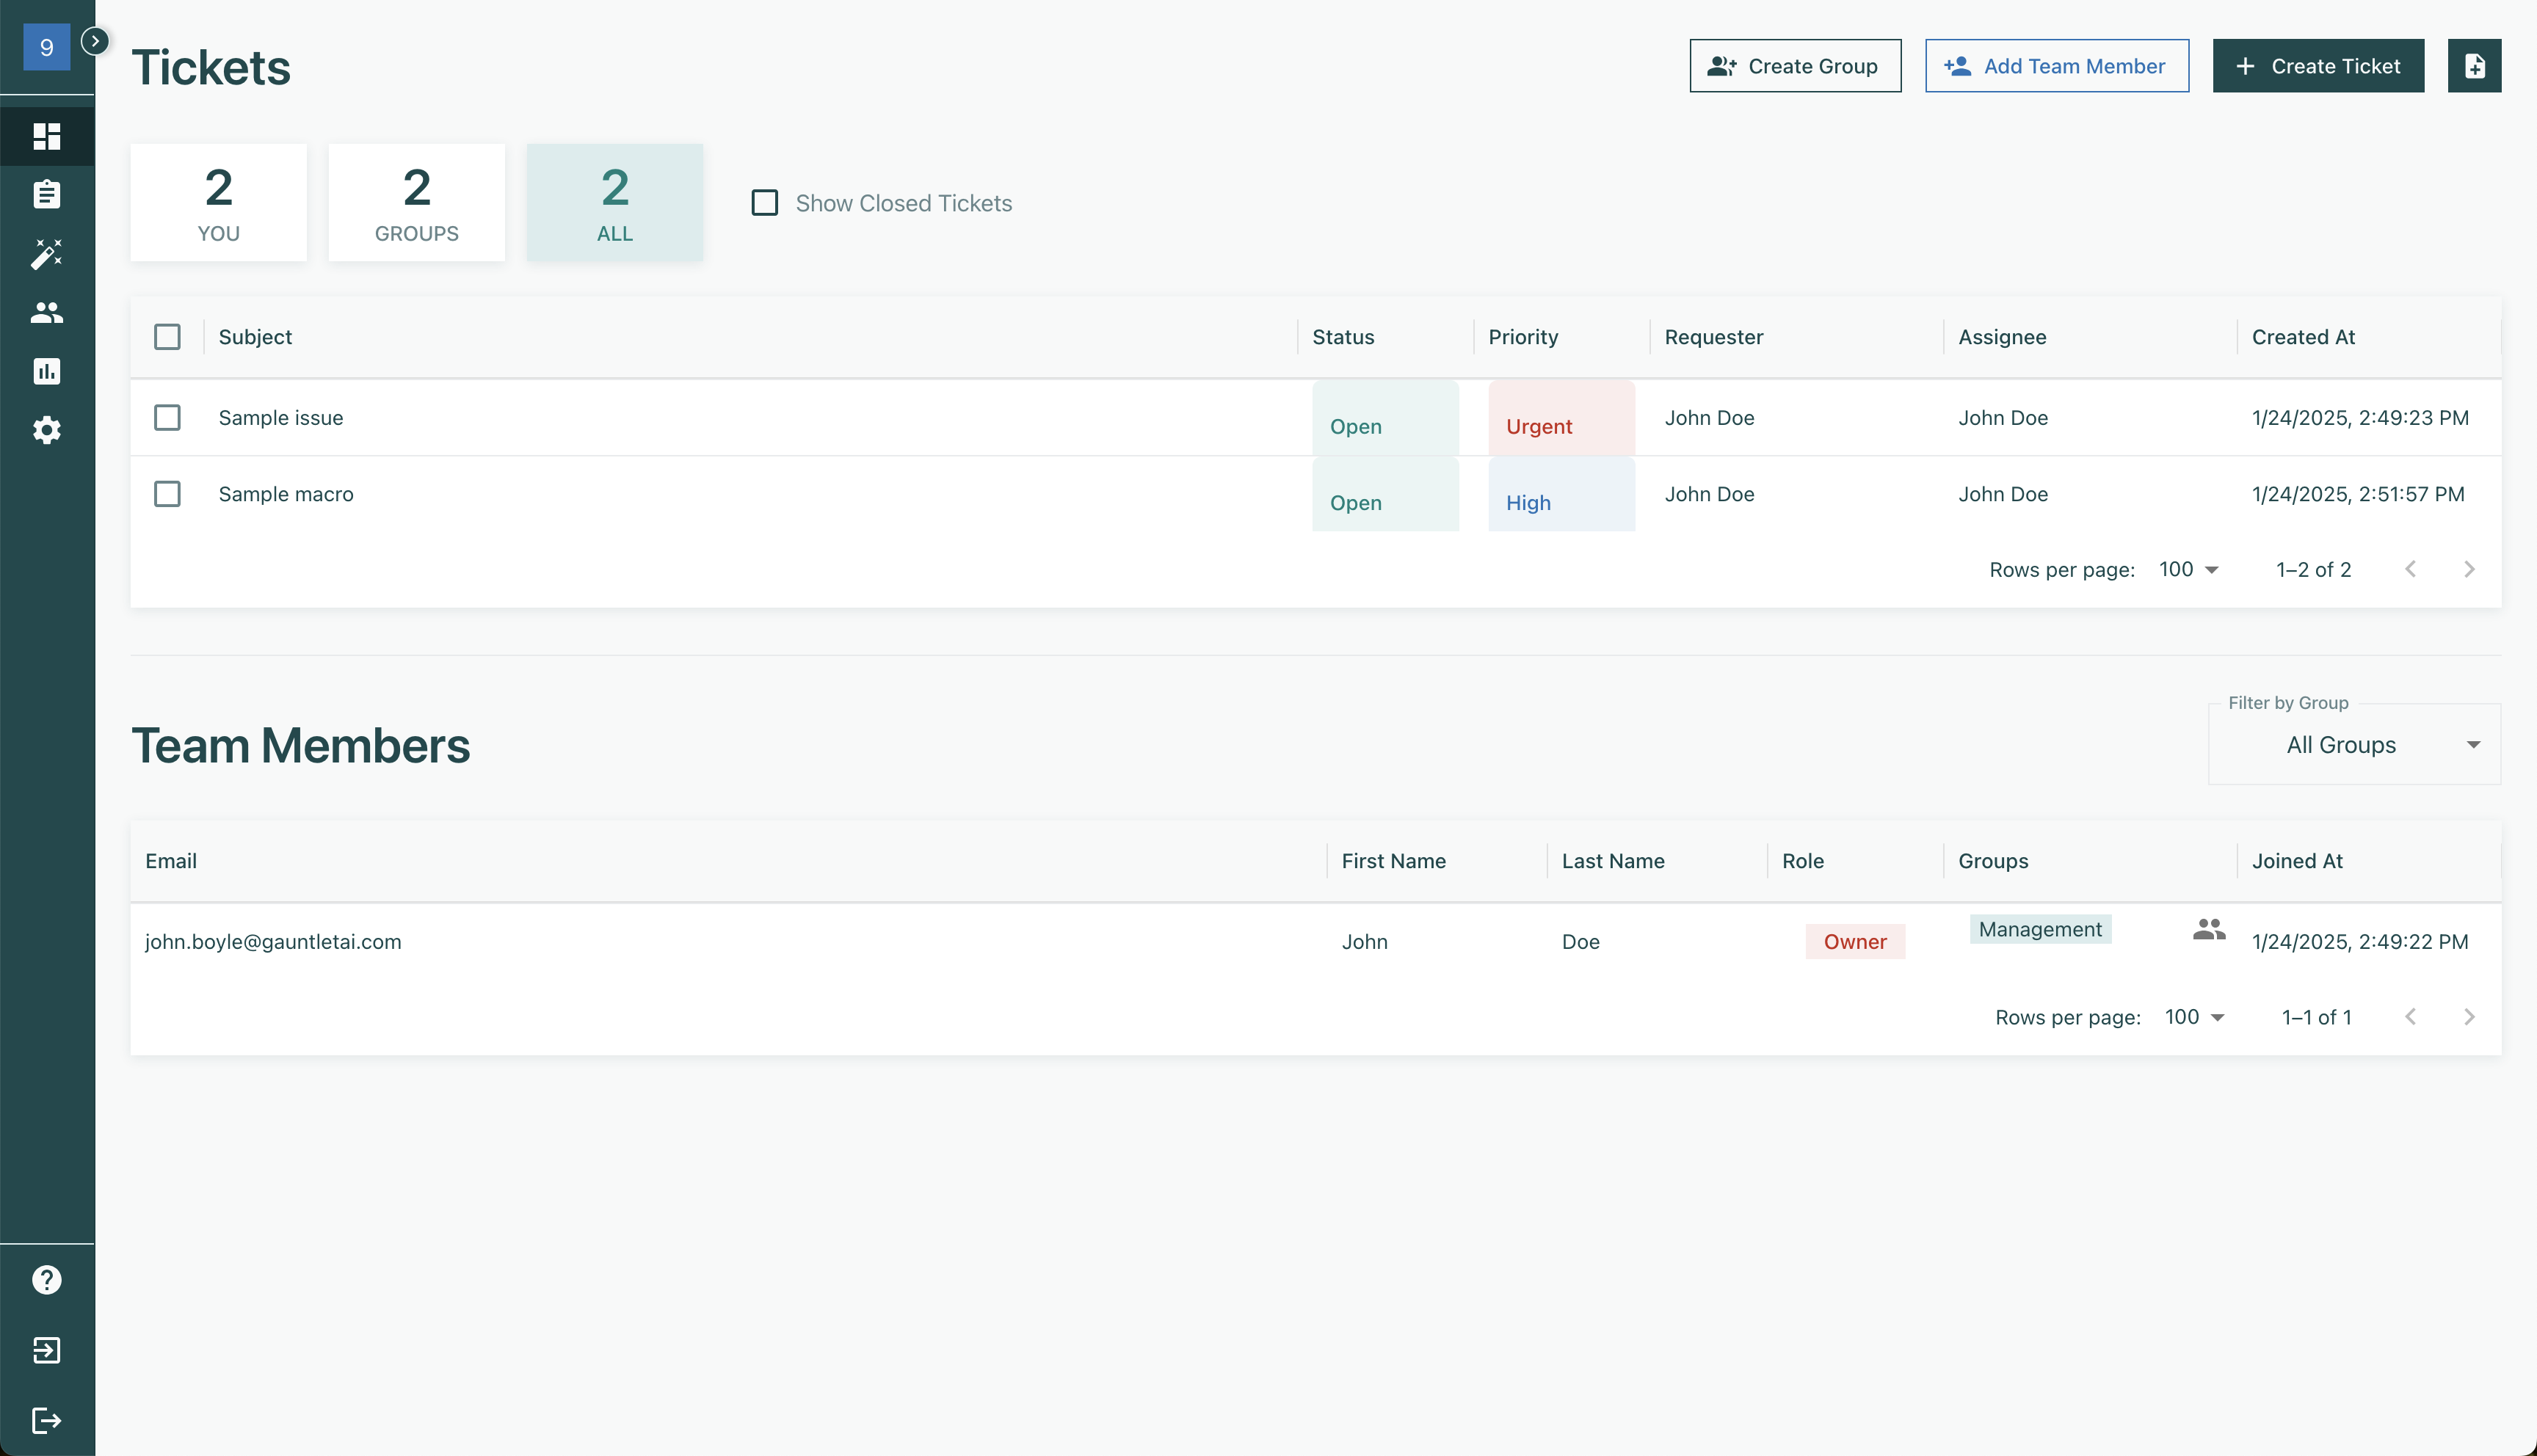 9
Tickets
Create Group
Add Team Member
Create Ticket
2
YOU
2
GROUPS
2
ALL
Show Closed Tickets
Subject Status Priority Requester Assignee Created At
Sample issue Open Urgent John Doe John Doe 1/24/2025, 2:49:23 PM
Sample macro Open High John Doe John Doe 1/24/2025, 2:51:57 PM
Rows per page: 100 1–2 of 2
Team Members
Filter by Group
All Groups
Email First Name Last Name Role Groups Joined At
john.boyle@gauntletai.com John Doe Owner Management 1/24/2025, 2:49:22 PM
Rows per page: 100 1–1 of 1